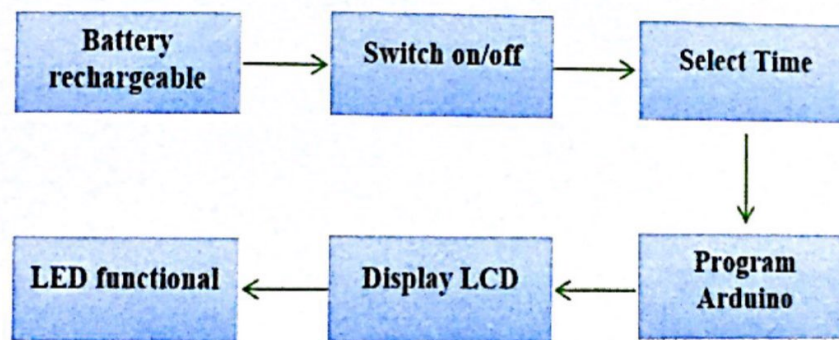 Battery
rechargeable
Switch on/off
Select Time
Program
Arduino
Display LCD
LED functional